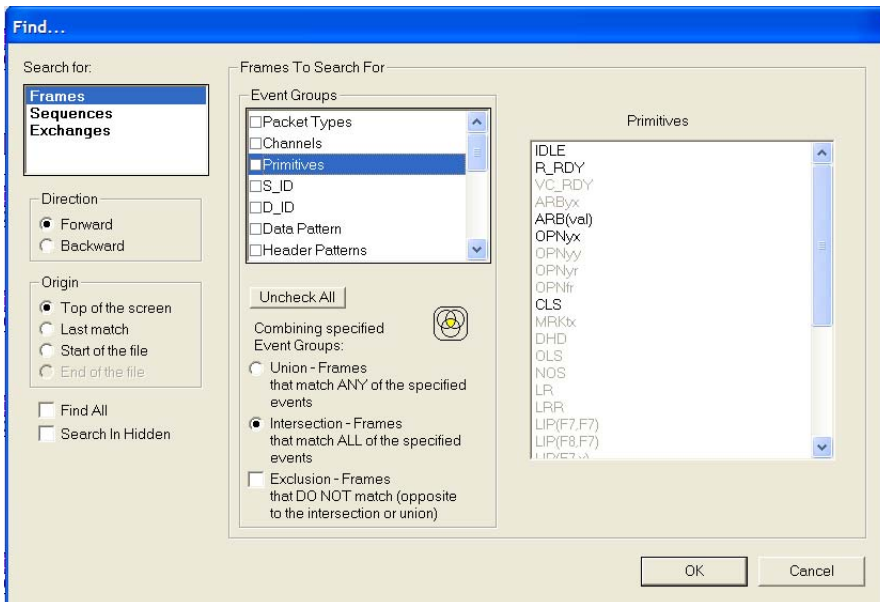 Find...
Search for:
Frames
Sequences
Exchanges
Direction
Forward
Backward
Origin
Top of the screen
Last match
Start of the file
End of the file
Find All
Search In Hidden
Frames To Search For
Event Groups
Packet Types
Channels
Primitives
S_ID
D_ID
Data Pattern
Header Patterns
Uncheck All
Combining specified
Event Groups:
Union - Frames
that match ANY of the specified
events
Intersection - Frames
that match ALL of the specified
events
Exclusion - Frames
that DO NOT match (opposite
to the intersection or union)
Primitives
IDLE
R_RDY
VC_RDY
ARByx
ARB(val)
OPNyx
OPNyy
OPNyr
OPNfr
CLS
MRKtx
DHD
OLS
NOS
LR
LRR
LIP(F7,F7)
LIP(F8,F7)
OK
Cancel